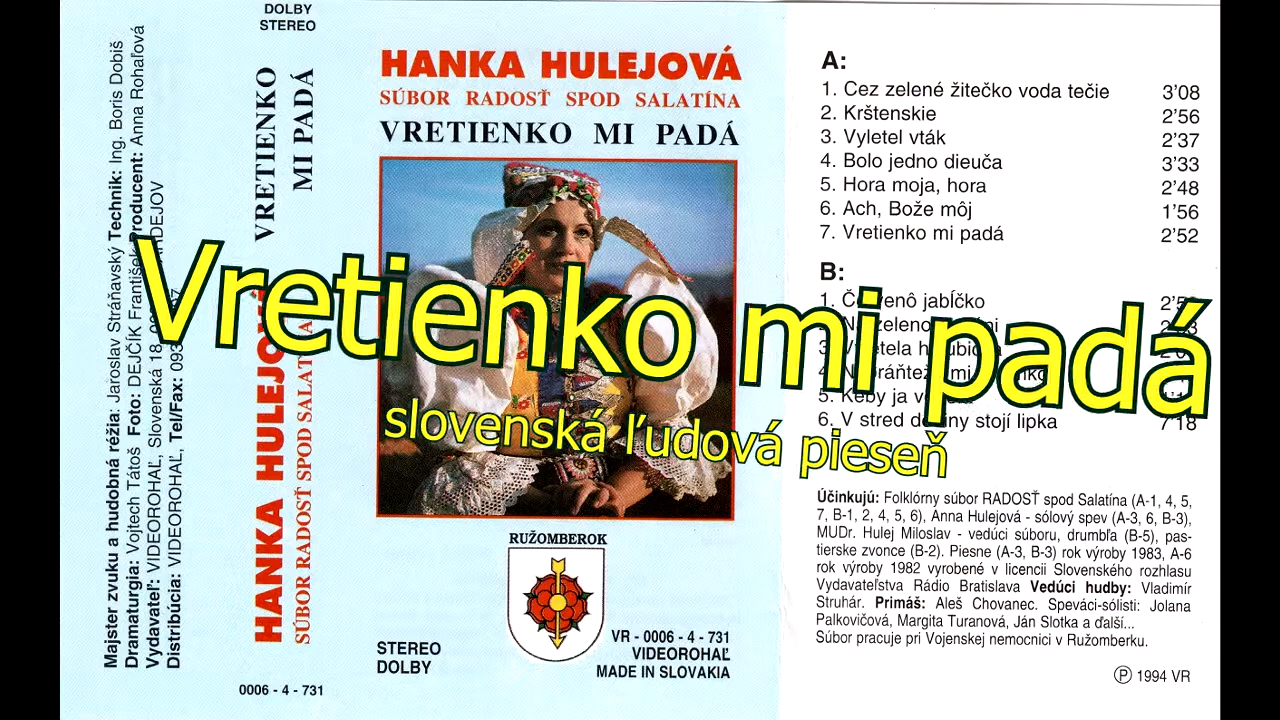 DOLBY
STEREO
VRETIENKO
MI PADÁ
HANKA HULEJOVÁ
SÚBOR RADOSŤ SPOD SALATÍNA
0006 - 4 - 731
Majster zvuku a hudobná réžia: Jaroslav Stráňavský Technik: Ing. Boris Dobiš
Dramaturgia: Vojtech Tátoš Foto: DEJČÍK František Producent: Anna Rohaľová
Vydavateľ: VIDEOROHAĽ, Slovenská 18
Distribúcia: VIDEOROHAĽ, Tel/Fax:
HANKA HULEJOVÁ
SÚBOR RADOSŤ SPOD SALATÍNA
VRETIENKO MI PADÁ
Vretienko mi padá
slovenská ľudová pieseň
RUŽOMBEROK
STEREO
DOLBY
VR - 0006 - 4 - 731
VIDEOROHAĽ
MADE IN SLOVAKIA
A:
1. Cez zelené žitečko voda tečie 3'08
2. Krštenskie 2'56
3. Vyletel vták 2'37
4. Bolo jedno dieuča 3'33
5. Hora moja, hora 2'48
6. Ach, Bože môj 1'56
7. Vretienko mi padá 2'52
B:
1. jabĺčko
2.
3.
4.
5. Keby ja
6. V stred dediny stojí lipka 7'18
Účinkujú: Folklórny súbor RADOSŤ spod Salatína (A-1, 4, 5,
7, B-1, 2, 4, 5, 6), Anna Hulejová - sólový spev (A-3, 6, B-3),
MUDr. Hulej Miloslav - vedúci súboru, drumbľa (B-5), pas-
tierske zvonce (B-2). Piesne (A-3, B-3) rok výroby 1983, A-6
rok výroby 1982 vyrobené v licencii Slovenského rozhlasu
Vydavateľstva Rádio Bratislava Vedúci hudby: Vladimír
Struhár. Primáš: Aleš Chovanec. Speváci-sólisti: Jolana
Palkovičová, Margita Turanová, Ján Slotka a ďalší...
Súbor pracuje pri Vojenskej nemocnici v Ružomberku.
Ⓟ 1994 VR